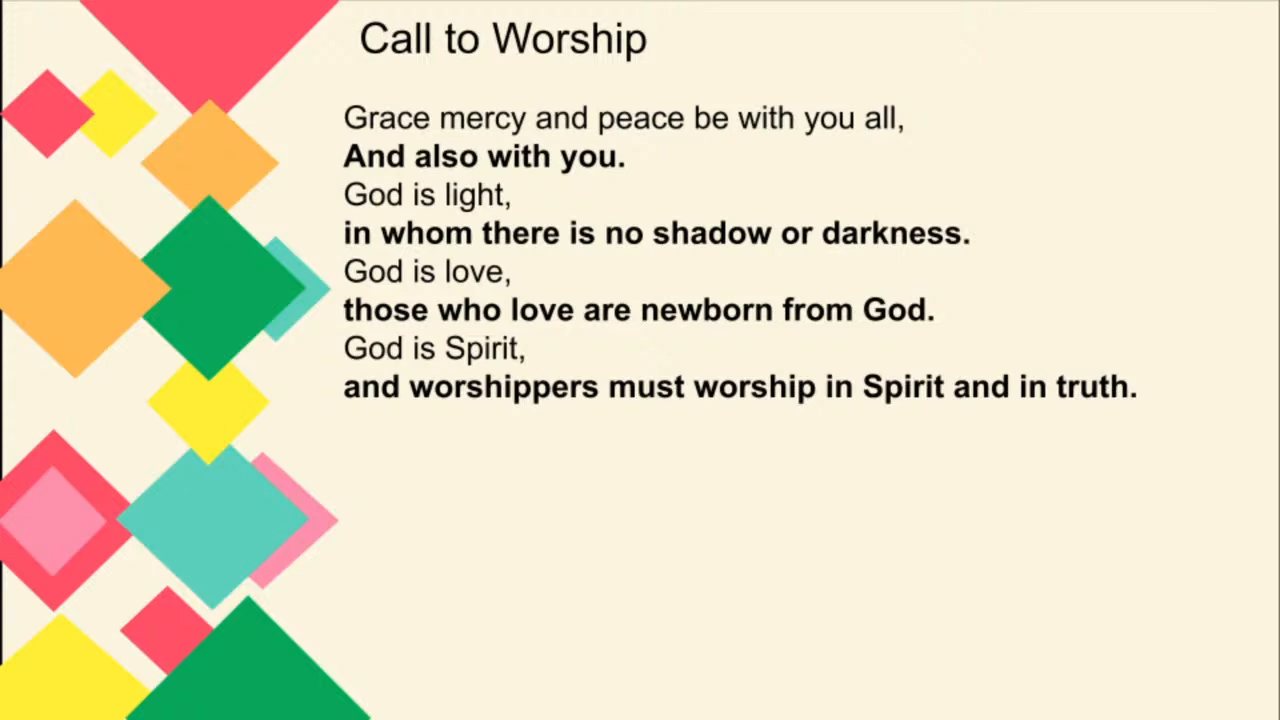 Call to Worship
Grace mercy and peace be with you all,
And also with you.
God is light,
in whom there is no shadow or darkness.
God is love,
those who love are newborn from God.
God is Spirit,
and worshippers must worship in Spirit and in truth.